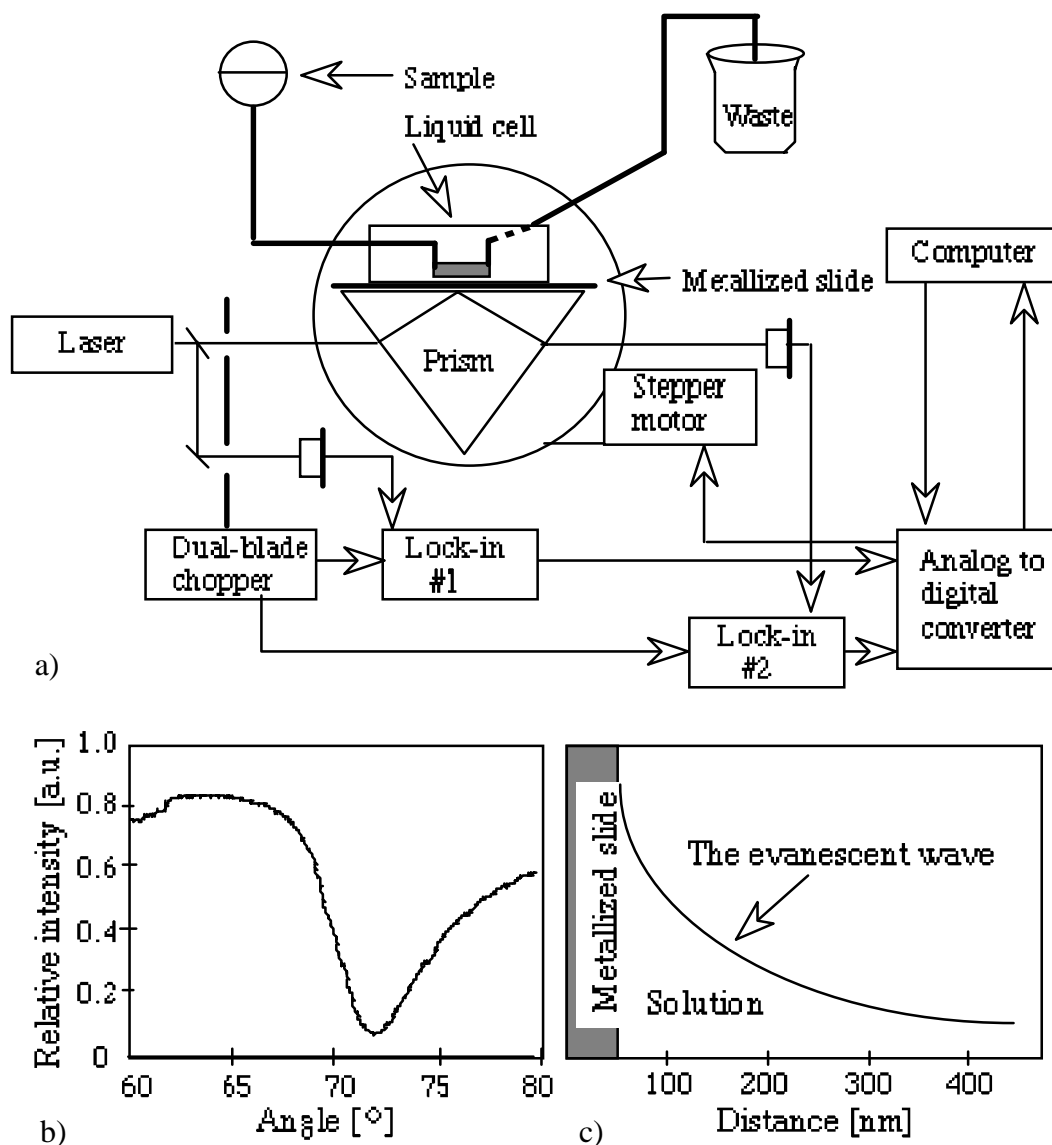 Sample
Liquid cell
Waste
Computer
Metallized slide
Laser
Prism
Stepper
motor
Dual-blade
chopper
Lock-in
#1
Analog to
digital
converter
Lock-in
#2
a)
Relative intensity [a.u.]
1.0
0.8
0.6
0.4
0.2
0
60
65
70
75
80
Angle [°]
b)
Metallized slide
The evanescent wave
Solution
100
200
300
400
Distance [nm]
c)